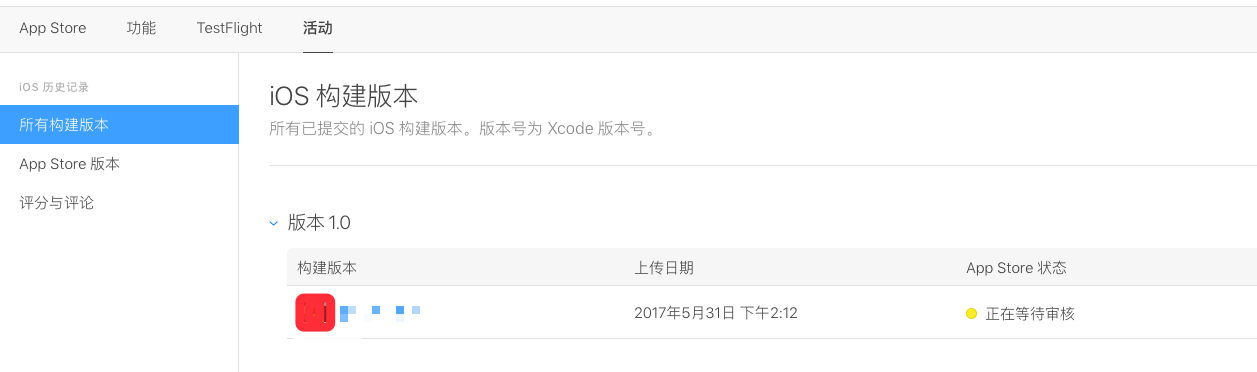 App Store 功能 TestFlight 活动
iOS 历史记录
所有构建版本
App Store 版本
评分与评论
iOS 构建版本
所有已提交的 iOS 构建版本。版本号为 Xcode 版本号。
版本 1.0
构建版本 上传日期 App Store 状态
2017年5月31日 下午2:12 正在等待审核